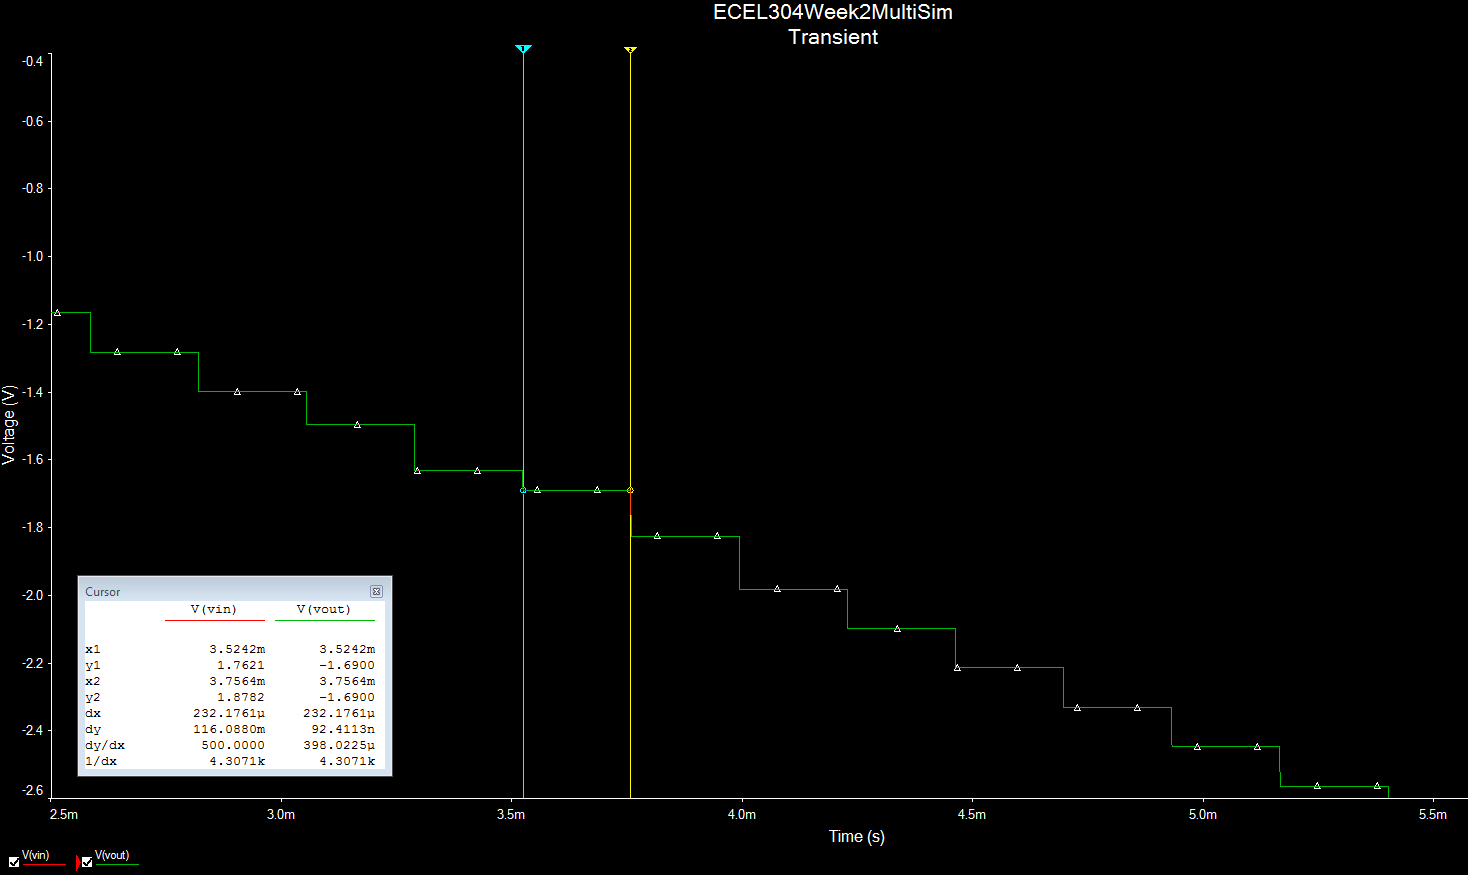 ECEL304Week2MultiSim
Transient
-0.4
-0.6
-0.8
-1.0
-1.2
-1.4
-1.6
-1.8
-2.0
-2.2
-2.4
-2.6
Voltage (V)
Cursor
V(vin) V(vout)
x1 3.5242m 3.5242m
y1 1.7621 -1.6900
x2 3.7564m 3.7564m
y2 1.8782 -1.6900
dx 232.1761µ 232.1761µ
dy 116.0880m 92.4113n
dy/dx 500.0000 398.0225µ
1/dx 4.3071k 4.3071k
2.5m 3.0m 3.5m 4.0m 4.5m 5.0m 5.5m
Time (s)
V(vin) V(vout)